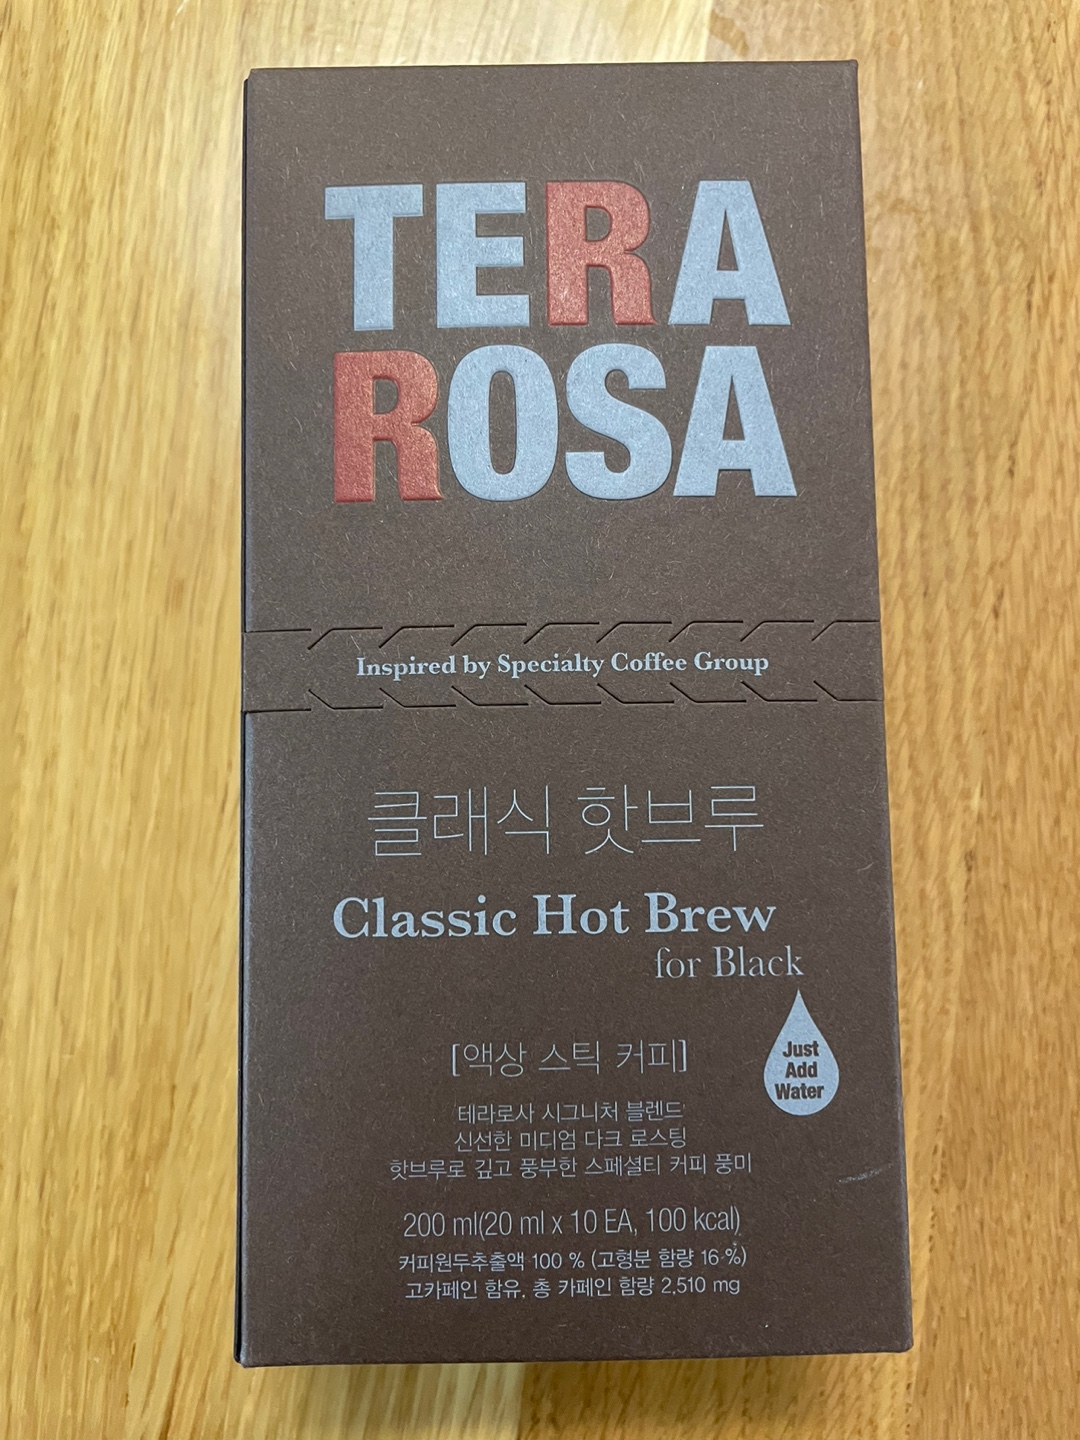 TERA
ROSA
Inspired by Specialty Coffee Group
클래식 핫브루
Classic Hot Brew
for Black
Just
Add
Water
[액상 스틱 커피]
테라로사 시그니처 블렌드
신선한 미디엄 다크 로스팅
핫브루로 깊고 풍부한 스페셜티 커피 풍미
200 ml(20 ml x 10 EA, 100 kcal)
커피원두추출액 100 % (고형분 함량 16 %)
고카페인 함유. 총 카페인 함량 2,510 mg